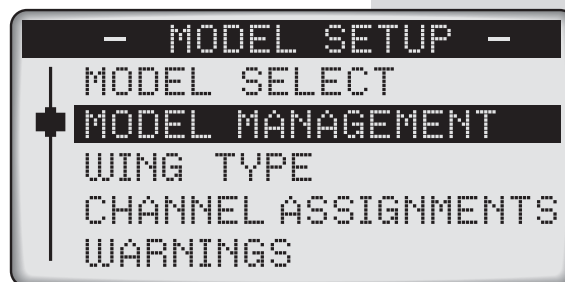 – MODEL SETUP –
MODEL SELECT
MODEL MANAGEMENT
WING TYPE
CHANNEL ASSIGNMENTS
WARNINGS